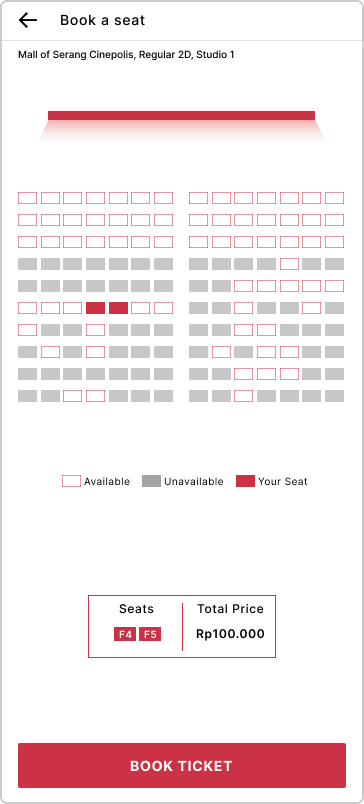 Book a seat
Mall of Serang Cinepolis, Regular 2D, Studio 1
Available Unavailable Your Seat
Seats Total Price
F4 F5 Rp100.000
BOOK TICKET